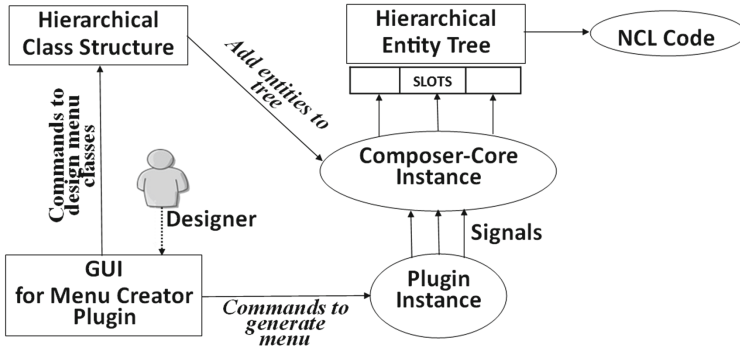 Hierarchical
Class Structure
Hierarchical
Entity Tree
NCL Code
SLOTS
Add entities to
tree
Commands to
design menu
classes
Composer-Core
Instance
Designer
Signals
GUI
for Menu Creator
Plugin
Commands to
generate
menu
Plugin
Instance